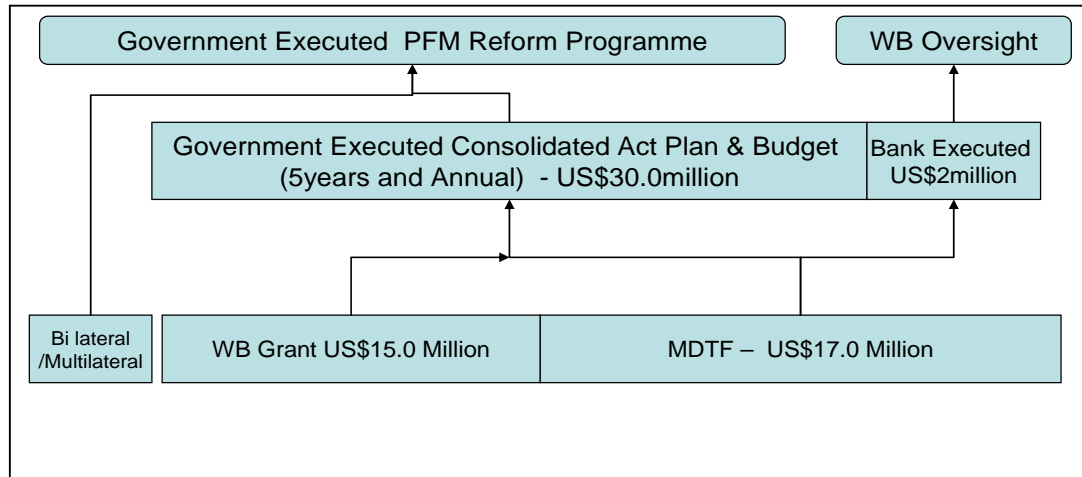 Government Executed  PFM Reform Programme
WB Oversight
Government Executed Consolidated Act Plan & Budget
(5years and Annual)  - US$30.0million
Bank Executed
US$2million
Bi lateral
/Multilateral
WB Grant US$15.0 Million
MDTF –  US$17.0 Million